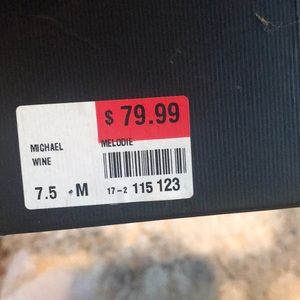 $ 79.99
MICHAEL MELODIE
WINE
7.5 M 17-2 115 123